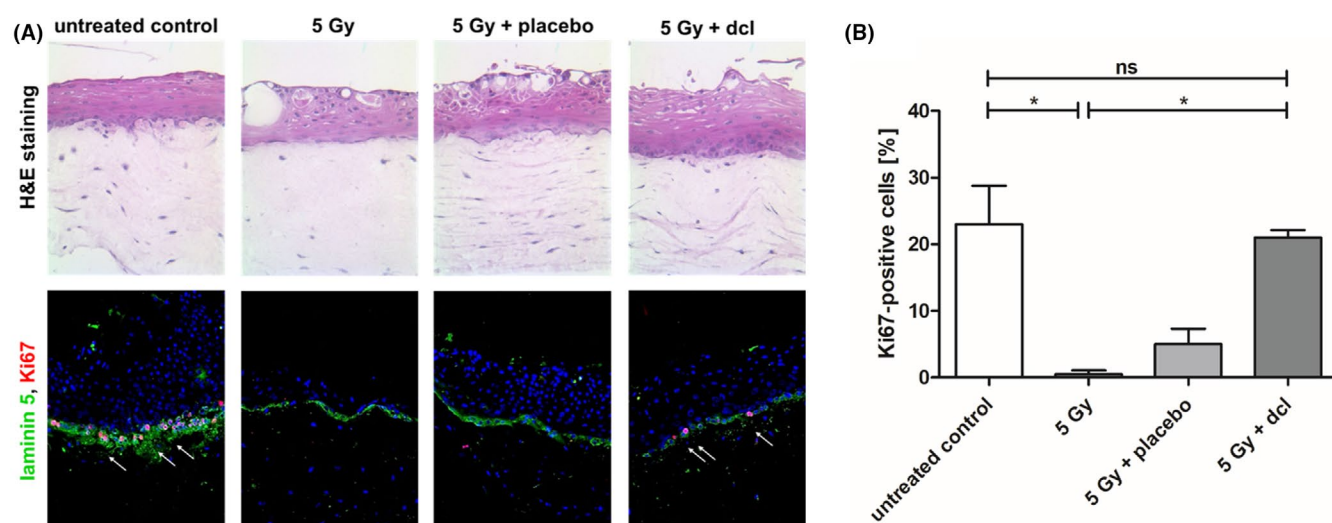 (A)
untreated control
5 Gy
5 Gy + placebo
5 Gy + dcl
H&E staining
laminin 5, Ki67
(B)
ns
*
*
Ki67-positive cells [%]
40
30
20
10
0
untreated control
5 Gy
5 Gy + placebo
5 Gy + dcl